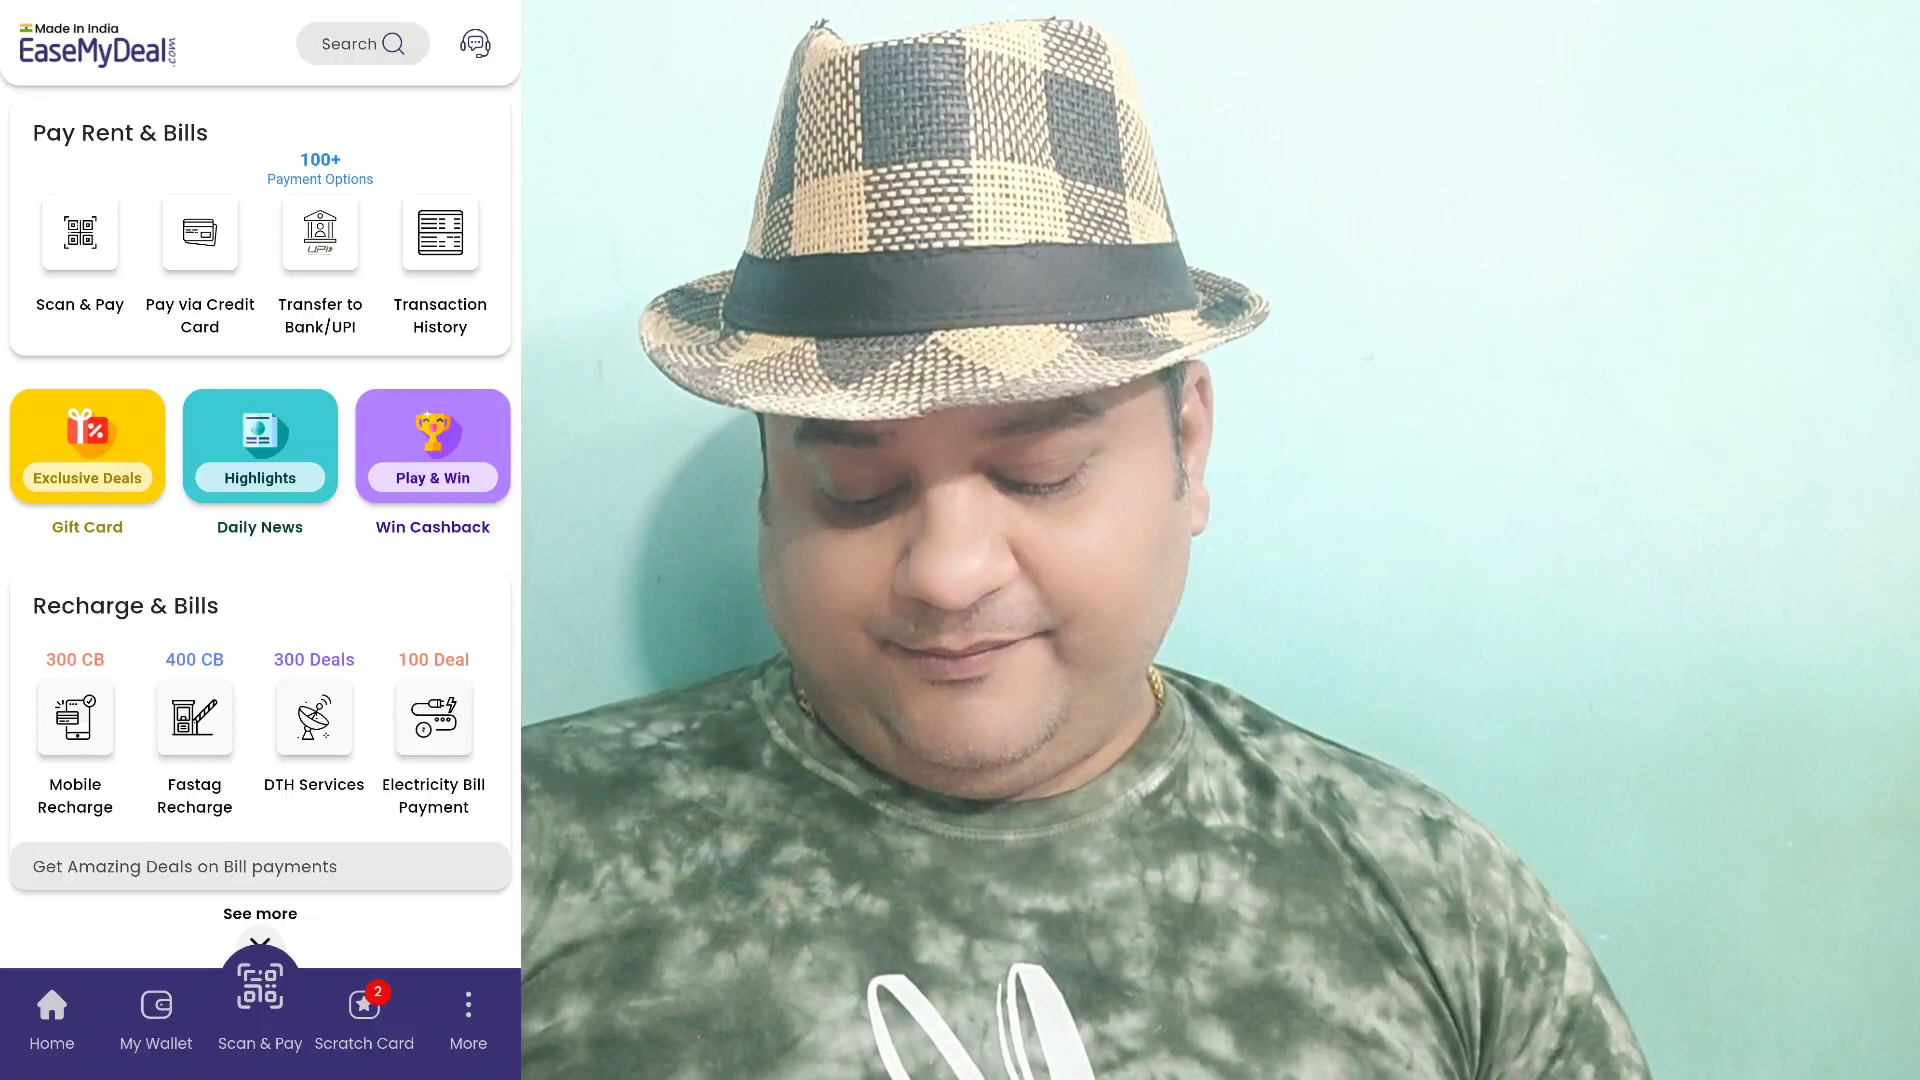 Made In India
EaseMyDeal.com
Search
Pay Rent & Bills
100+
Payment Options
UPI
Scan & Pay
Pay via Credit
Card
Transfer to
Bank/UPI
Transaction
History
Exclusive Deals
Highlights
Play & Win
Gift Card
Daily News
Win Cashback
Recharge & Bills
300 CB
400 CB
300 Deals
100 Deal
Mobile
Recharge
Fastag
Recharge
DTH Services
Electricity Bill
Payment
Get Amazing Deals on Bill payments
See more
2
Home
My Wallet
Scan & Pay
Scratch Card
More